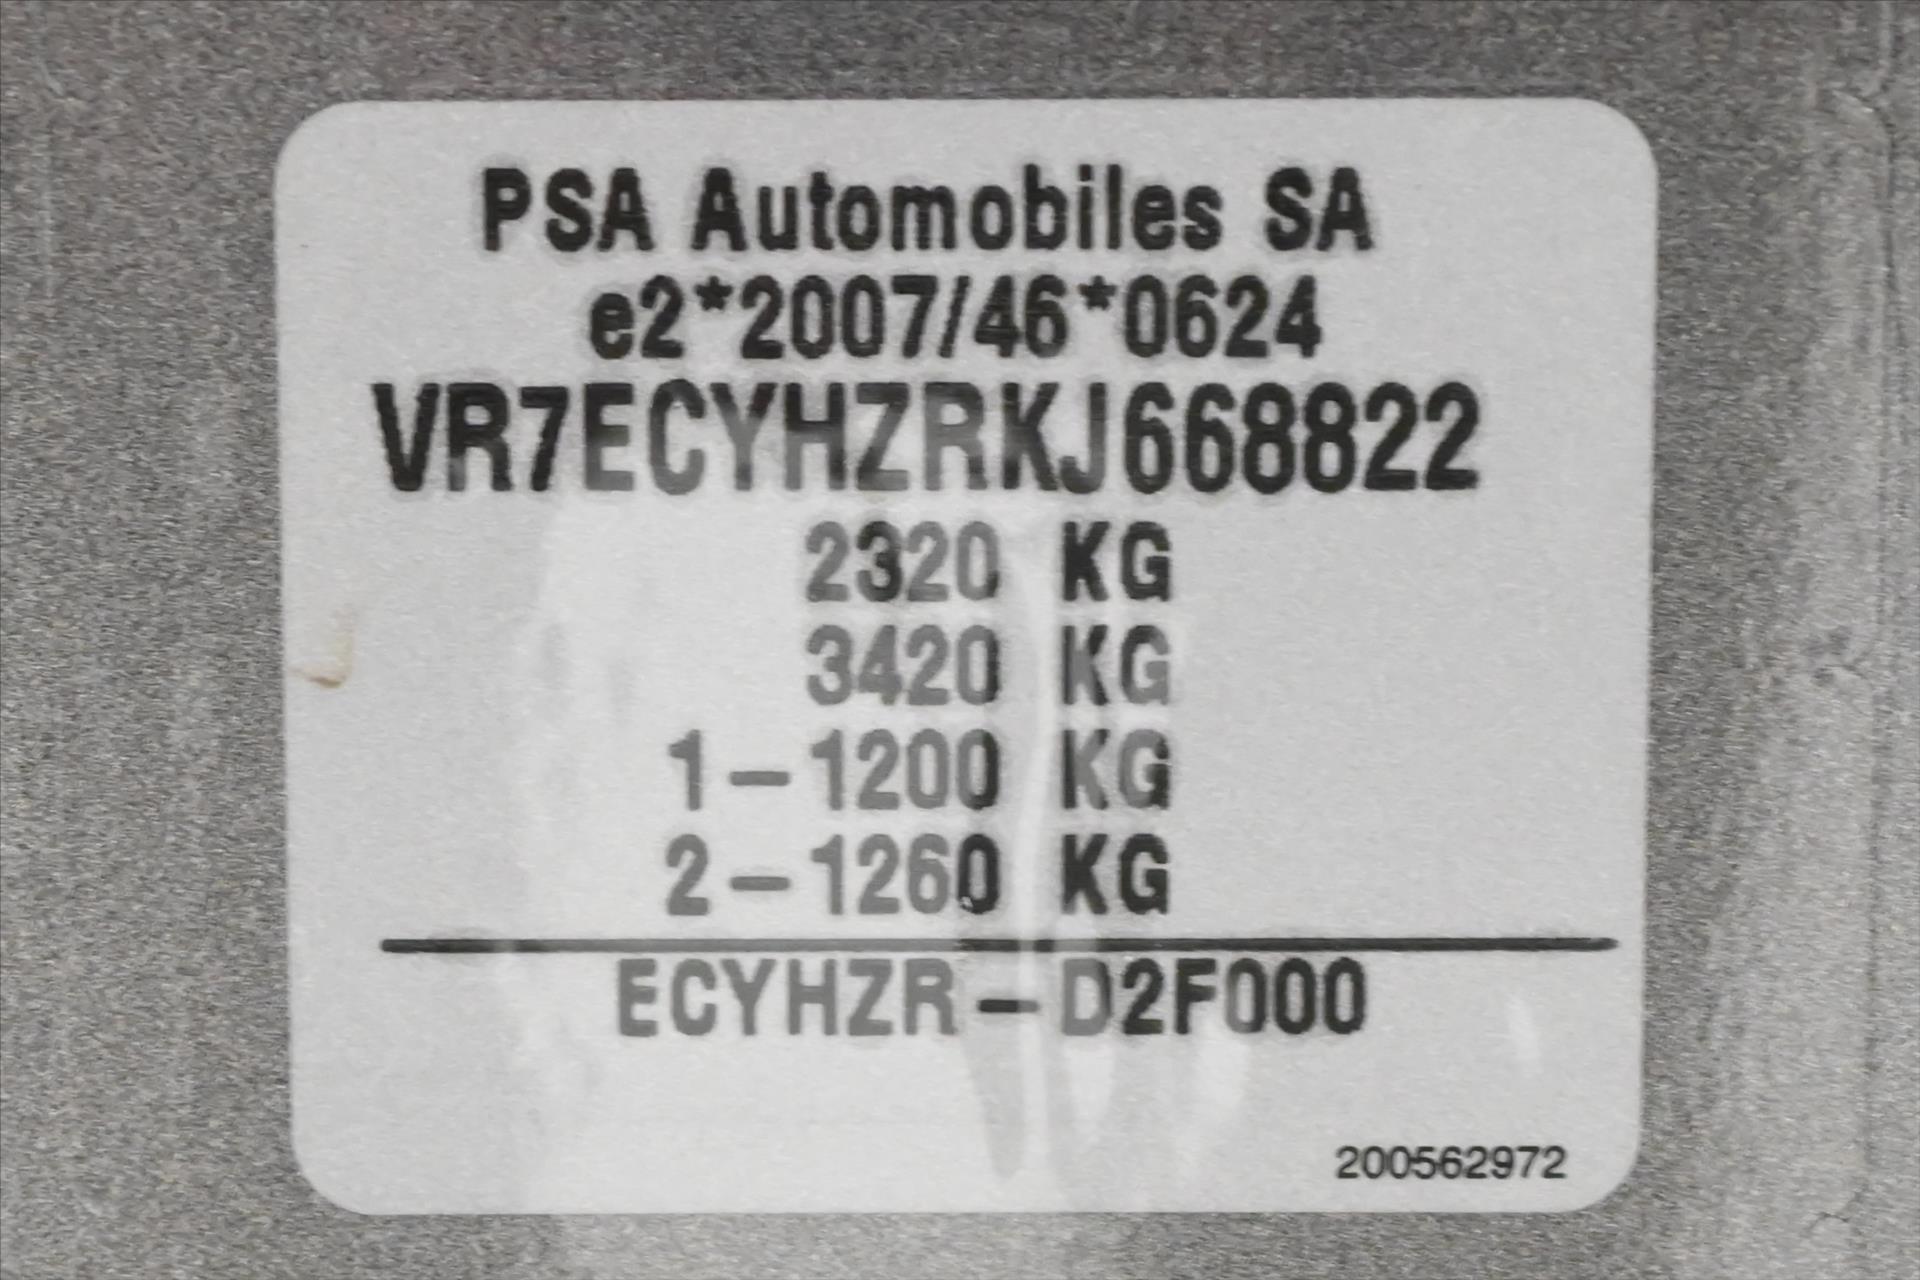 PSA Automobiles SA
e2*2007/46*0624
VR7ECYHZRKJ668822
2320 KG
3420 KG
1-1200 KG
2-1260 KG
ECYHZR-D2F000
200562972